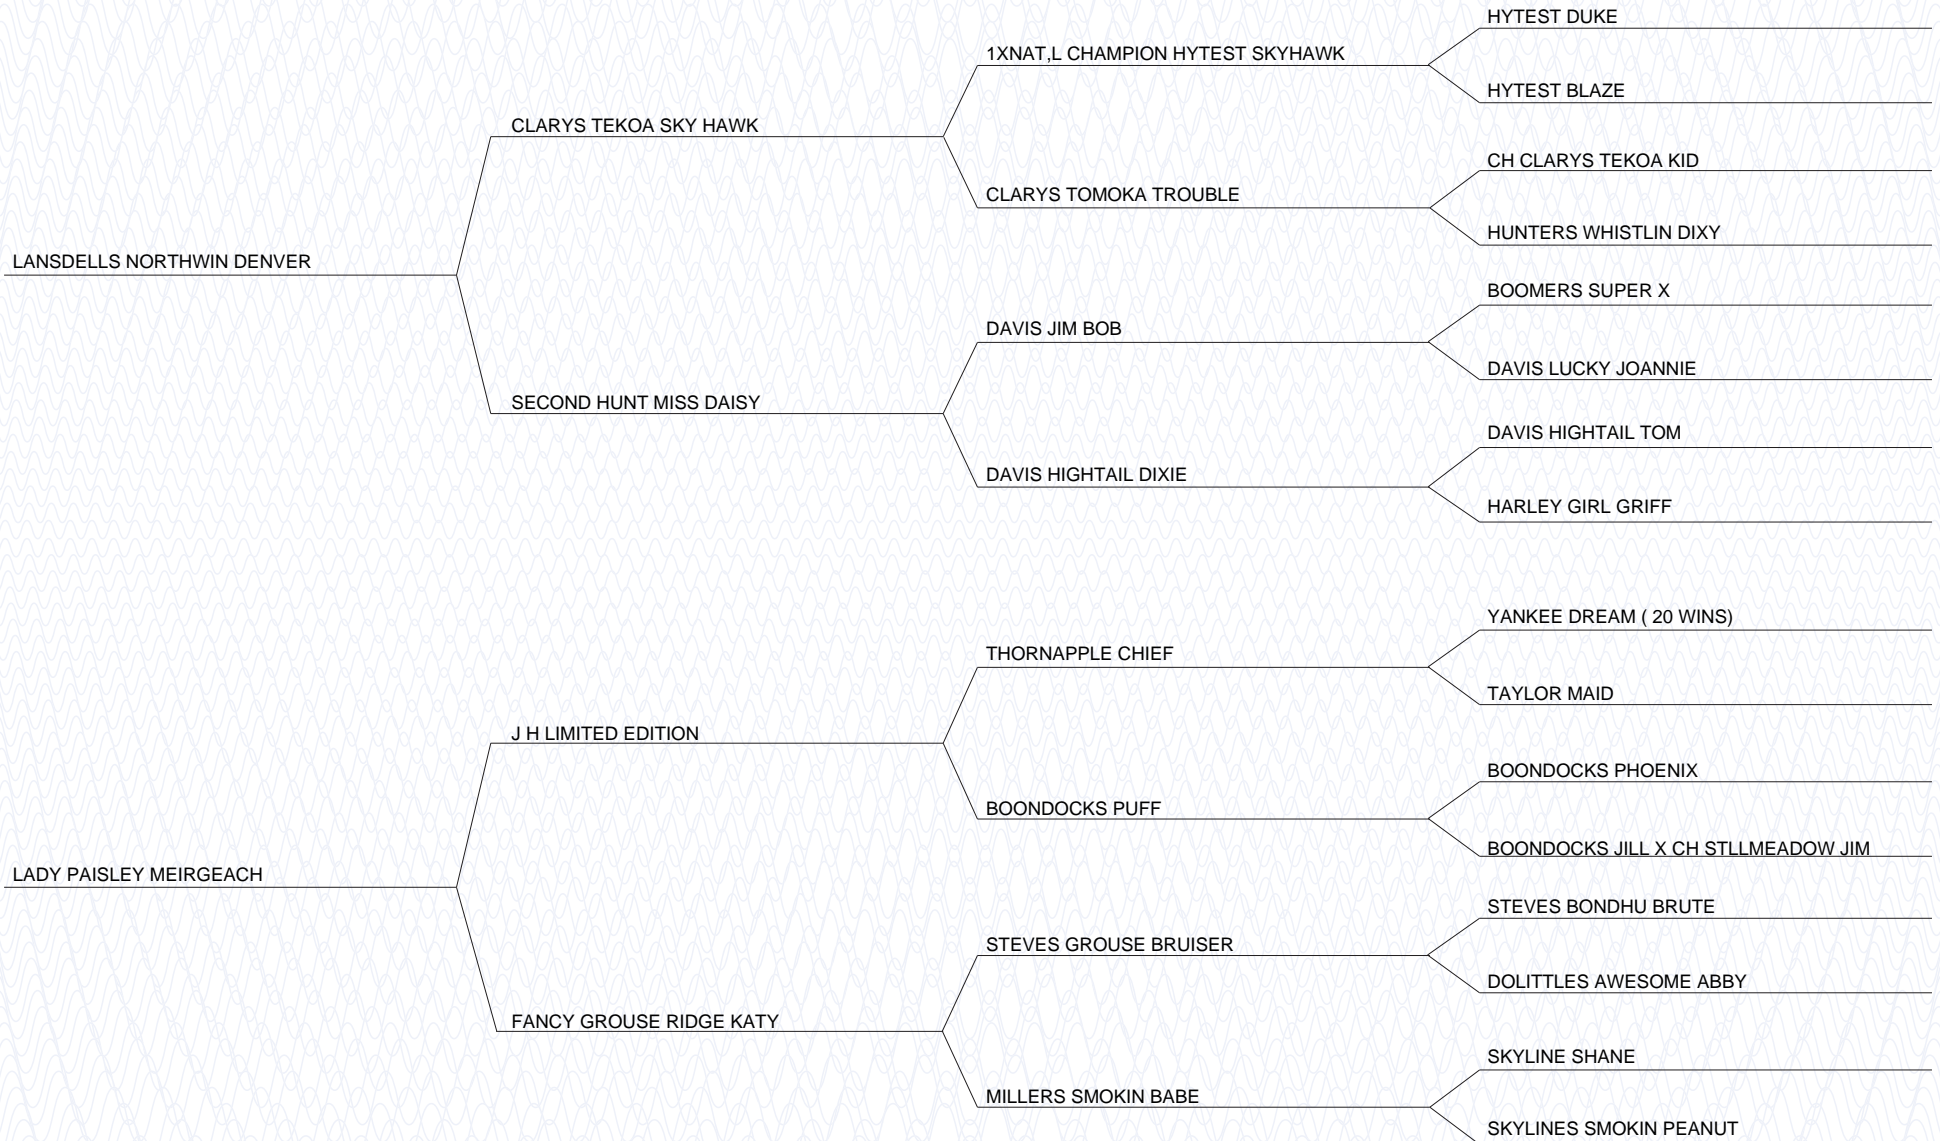 HYTEST DUKE
1XNAT,L CHAMPION HYTEST SKYHAWK
HYTEST BLAZE
CLARYS TEKOA SKY HAWK
CH CLARYS TEKOA KID
CLARYS TOMOKA TROUBLE
HUNTERS WHISTLIN DIXY
LANSDELLS NORTHWIN DENVER
BOOMERS SUPER X
DAVIS JIM BOB
DAVIS LUCKY JOANNIE
SECOND HUNT MISS DAISY
DAVIS HIGHTAIL TOM
DAVIS HIGHTAIL DIXIE
HARLEY GIRL GRIFF
YANKEE DREAM ( 20 WINS)
THORNAPPLE CHIEF
TAYLOR MAID
J H LIMITED EDITION
BOONDOCKS PHOENIX
BOONDOCKS PUFF
BOONDOCKS JILL X CH STLLMEADOW JIM
LADY PAISLEY MEIRGEACH
STEVES BONDHU BRUTE
STEVES GROUSE BRUISER
DOLITTLES AWESOME ABBY
FANCY GROUSE RIDGE KATY
SKYLINE SHANE
MILLERS SMOKIN BABE
SKYLINES SMOKIN PEANUT